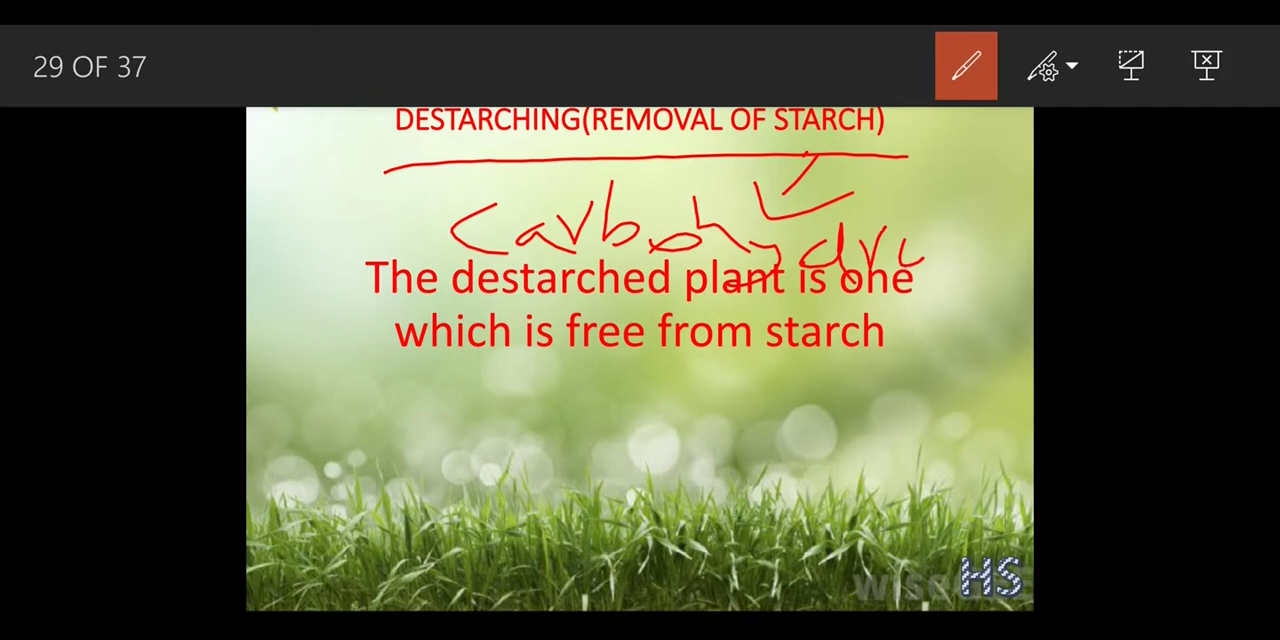 29 OF 37
DESTARCHING(REMOVAL OF STARCH)
Carbohydra
The destarched plant is one
which is free from starch
wise
HS